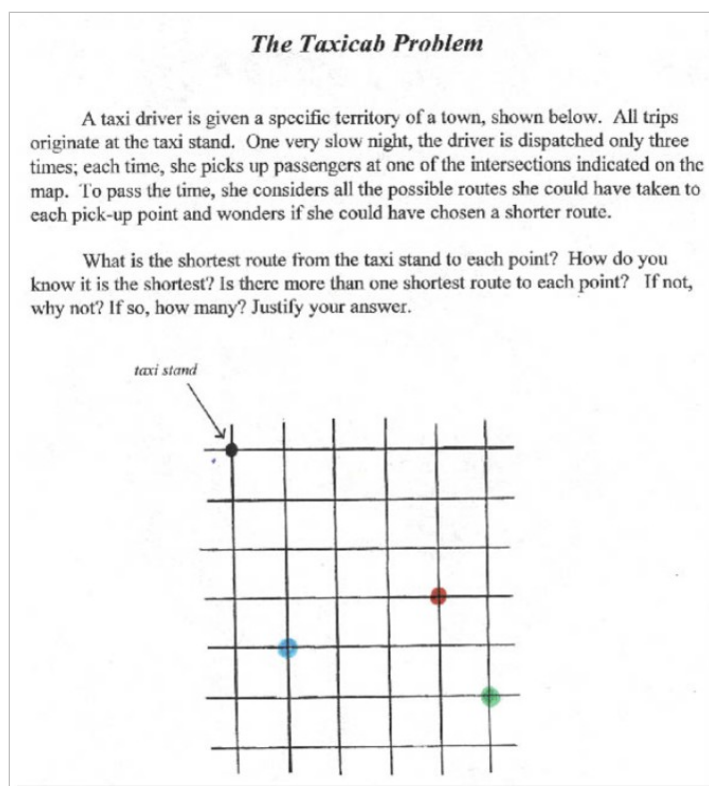 The Taxicab Problem
A taxi driver is given a specific territory of a town, shown below. All trips
originate at the taxi stand. One very slow night, the driver is dispatched only three
times; each time, she picks up passengers at one of the intersections indicated on the
map. To pass the time, she considers all the possible routes she could have taken to
each pick-up point and wonders if she could have chosen a shorter route.
What is the shortest route from the taxi stand to each point? How do you
know it is the shortest? Is there more than one shortest route to each point? If not,
why not? If so, how many? Justify your answer.
taxi stand